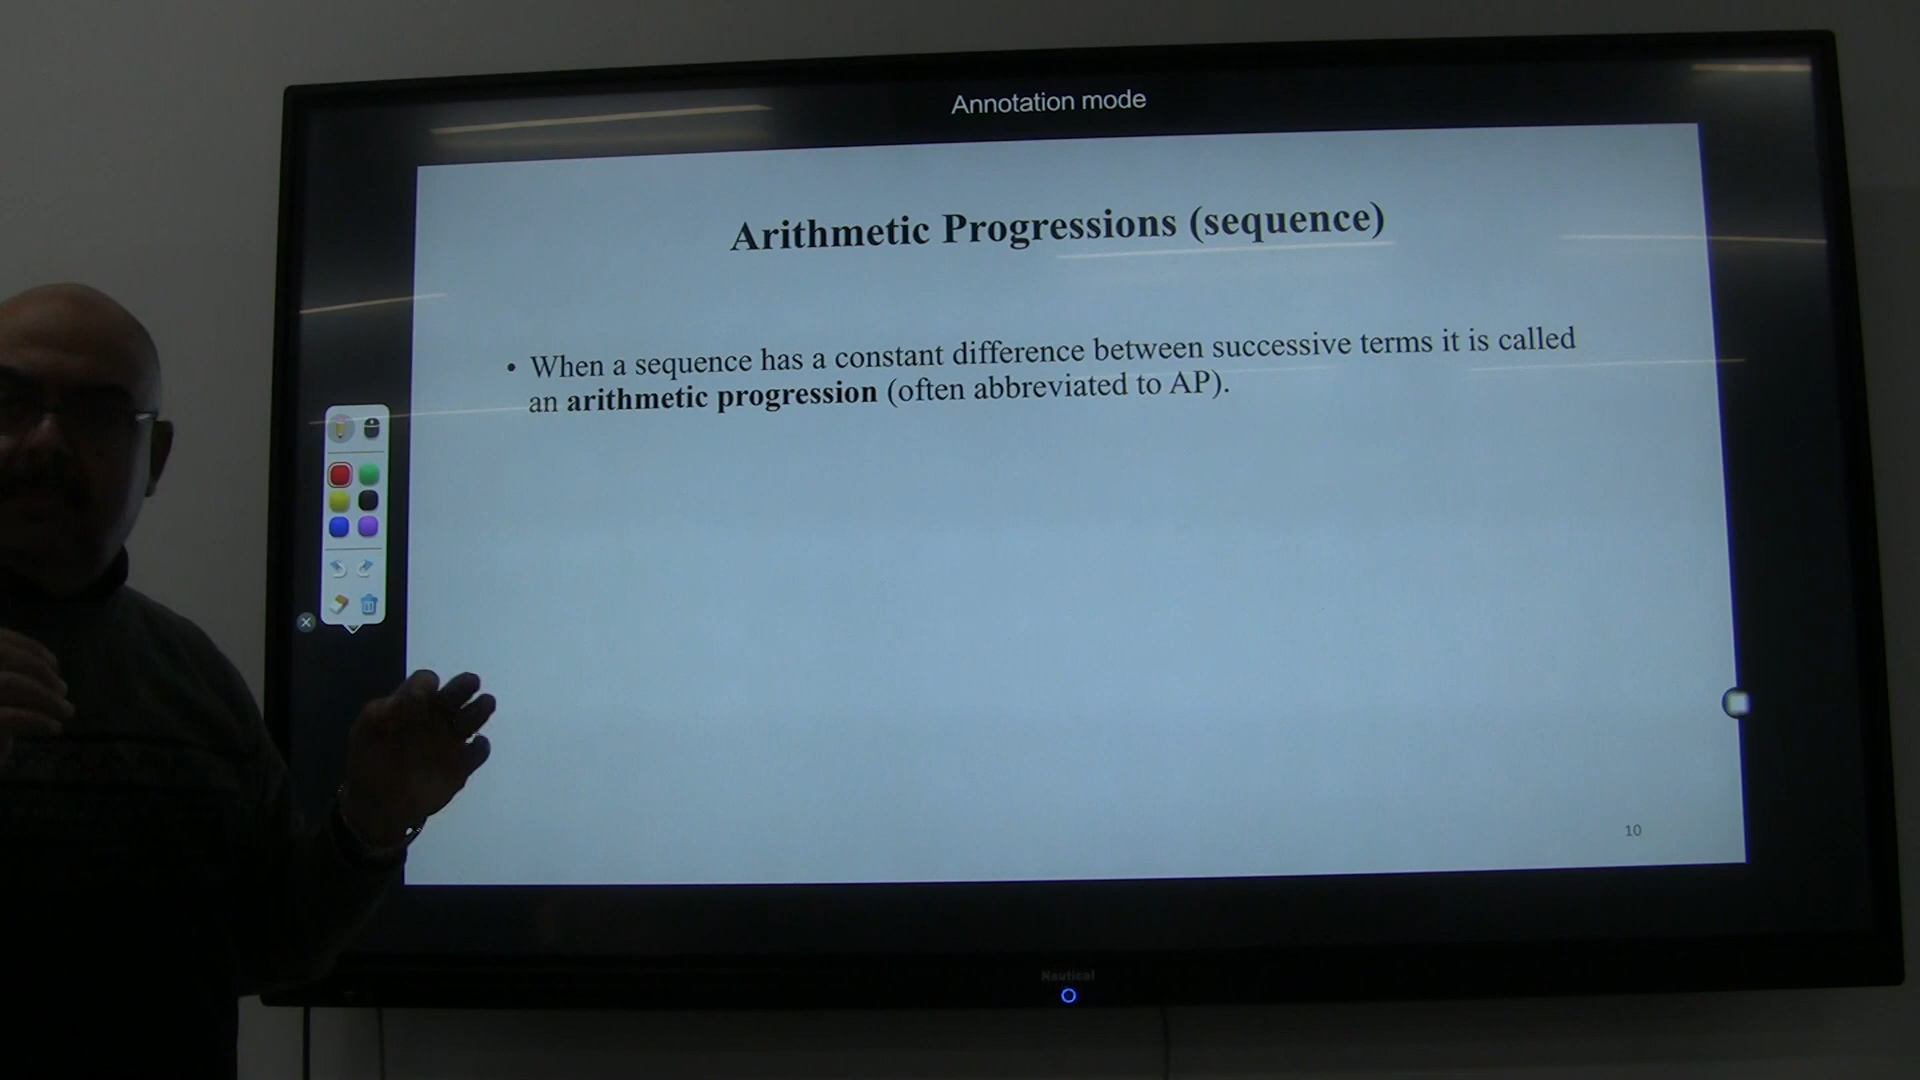 Annotation mode
Arithmetic Progressions (sequence)
• When a sequence has a constant difference between successive terms it is called
an arithmetic progression (often abbreviated to AP).
10
Nautical